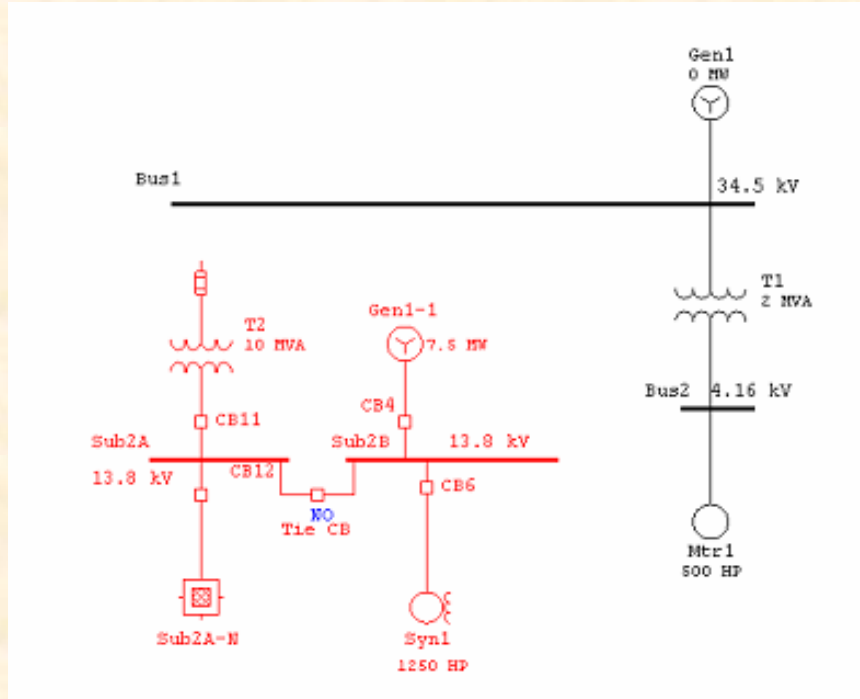 Gen1
0 MW
Bus1
34.5 kV
T1
2 MVA
T2
10 MVA
Gen1-1
7.5 MW
Bus2 4.16 kV
CB4
CB11
Sub2A
Sub2B
13.8 kV
13.8 kV
CB12
CB6
NO
Tie CB
Mtr1
500 HP
Sub2A-N
Syn1
1250 HP